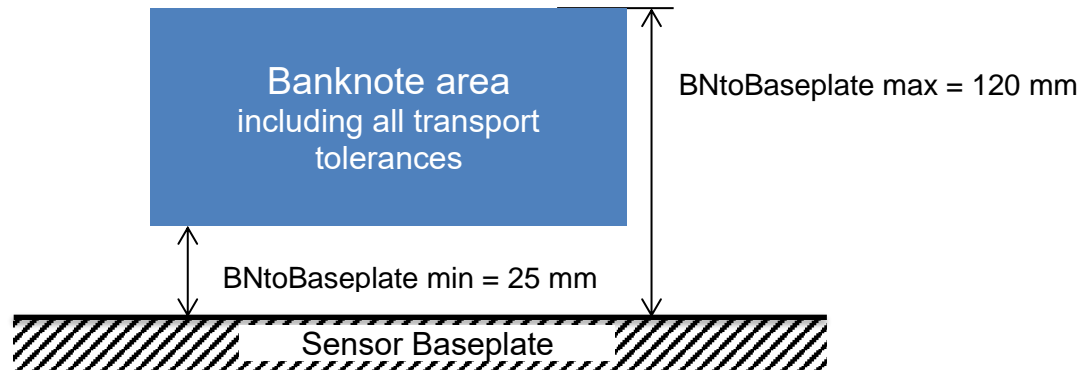 Banknote area
including all transport
tolerances
BNtoBaseplate max = 120 mm
BNtoBaseplate min = 25 mm
Sensor Baseplate